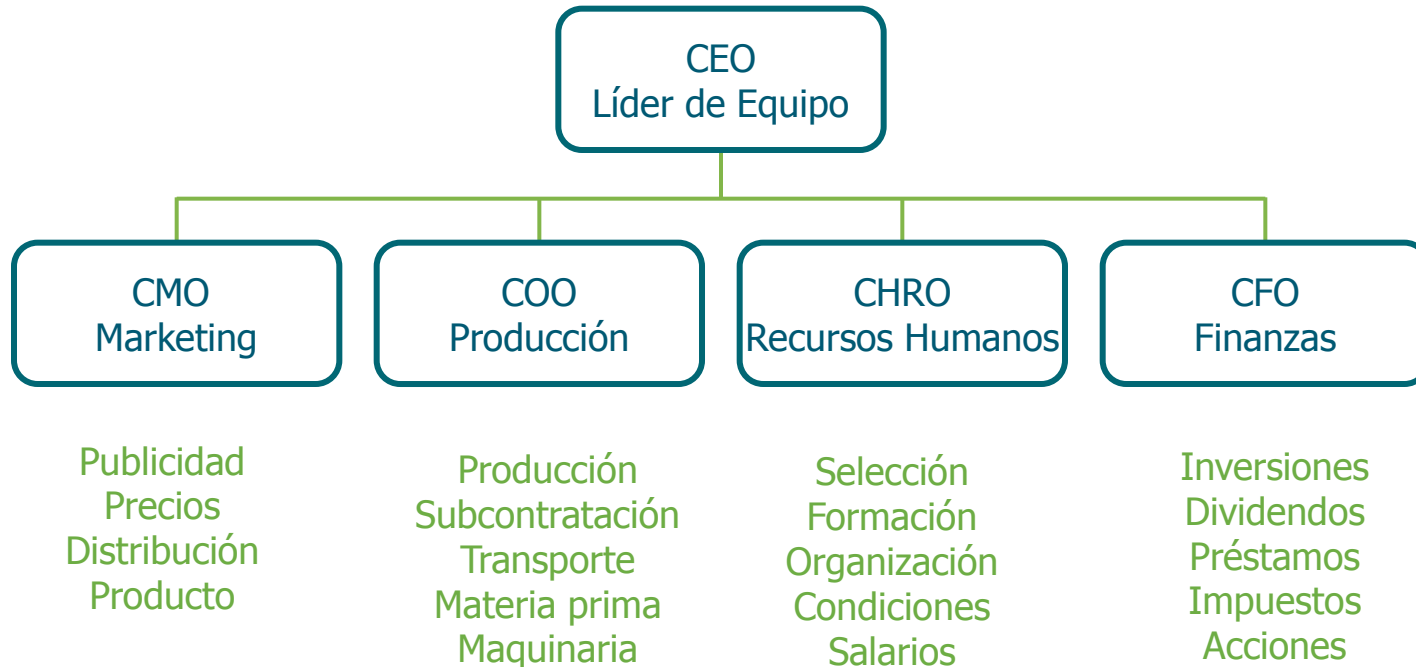 CEO
Líder de Equipo
CMO
Marketing
COO
Producción
CHRO
Recursos Humanos
CFO
Finanzas
Publicidad
Precios
Distribución
Producto
Producción
Subcontratación
Transporte
Materia prima
Maquinaria
Selección
Formación
Organización
Condiciones
Salarios
Inversiones
Dividendos
Préstamos
Impuestos
Acciones